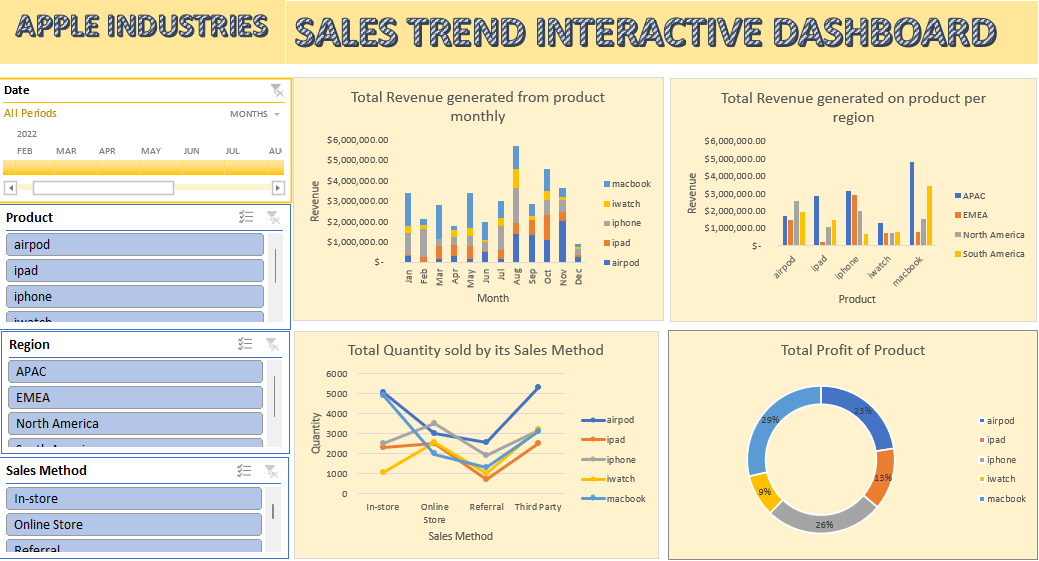 APPLE INDUSTRIES
SALES TREND INTERACTIVE DASHBOARD
Date
All Periods
MONTHS
2022
FEB MAR APR MAY JUN JUL AU
Product
airpod
ipad
iphone
iwatch
Region
APAC
EMEA
North America
South America
Sales Method
In-store
Online Store
Referral
Total Revenue generated from product
monthly
Revenue
$6,000,000.00
$5,000,000.00
$4,000,000.00
$3,000,000.00
$2,000,000.00
$1,000,000.00
$-
Jan Feb Mar Apr May Jun Jul Aug Sep Oct Nov Dec
Month
macbook
iwatch
iphone
ipad
airpod
Total Revenue generated on product per
region
Revenue
$6,000,000.00
$5,000,000.00
$4,000,000.00
$3,000,000.00
$2,000,000.00
$1,000,000.00
$-
airpod ipad iphone iwatch macbook
Product
APAC
EMEA
North America
South America
Total Quantity sold by its Sales Method
Quantity
6000
5000
4000
3000
2000
1000
0
In-store Online Referral Third Party
Store
Sales Method
airpod
ipad
iphone
iwatch
macbook
Total Profit of Product
23%
13%
26%
9%
29%
airpod
ipad
iphone
iwatch
macbook